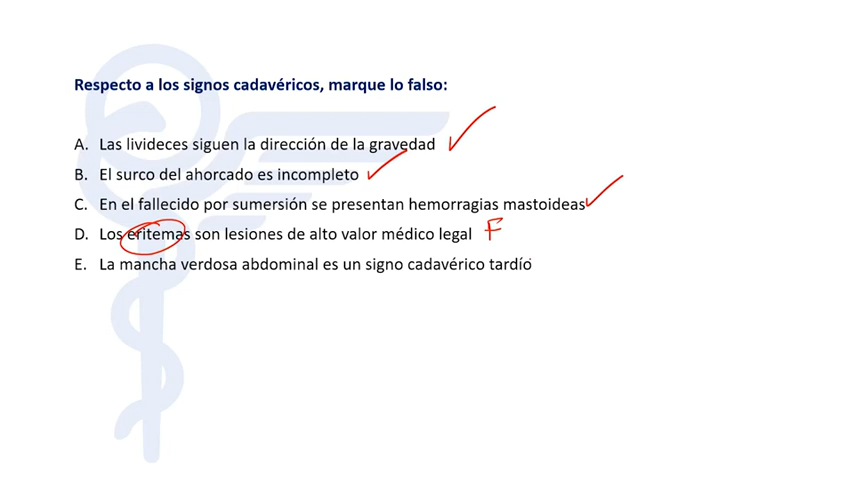 Respecto a los signos cadavéricos, marque lo falso:
A. Las livideces siguen la dirección de la gravedad
B. El surco del ahorcado es incompleto
C. En el fallecido por sumersión se presentan hemorragias mastoideas
D. Los eritemas son lesiones de alto valor médico legal F
E. La mancha verdosa abdominal es un signo cadavérico tardío